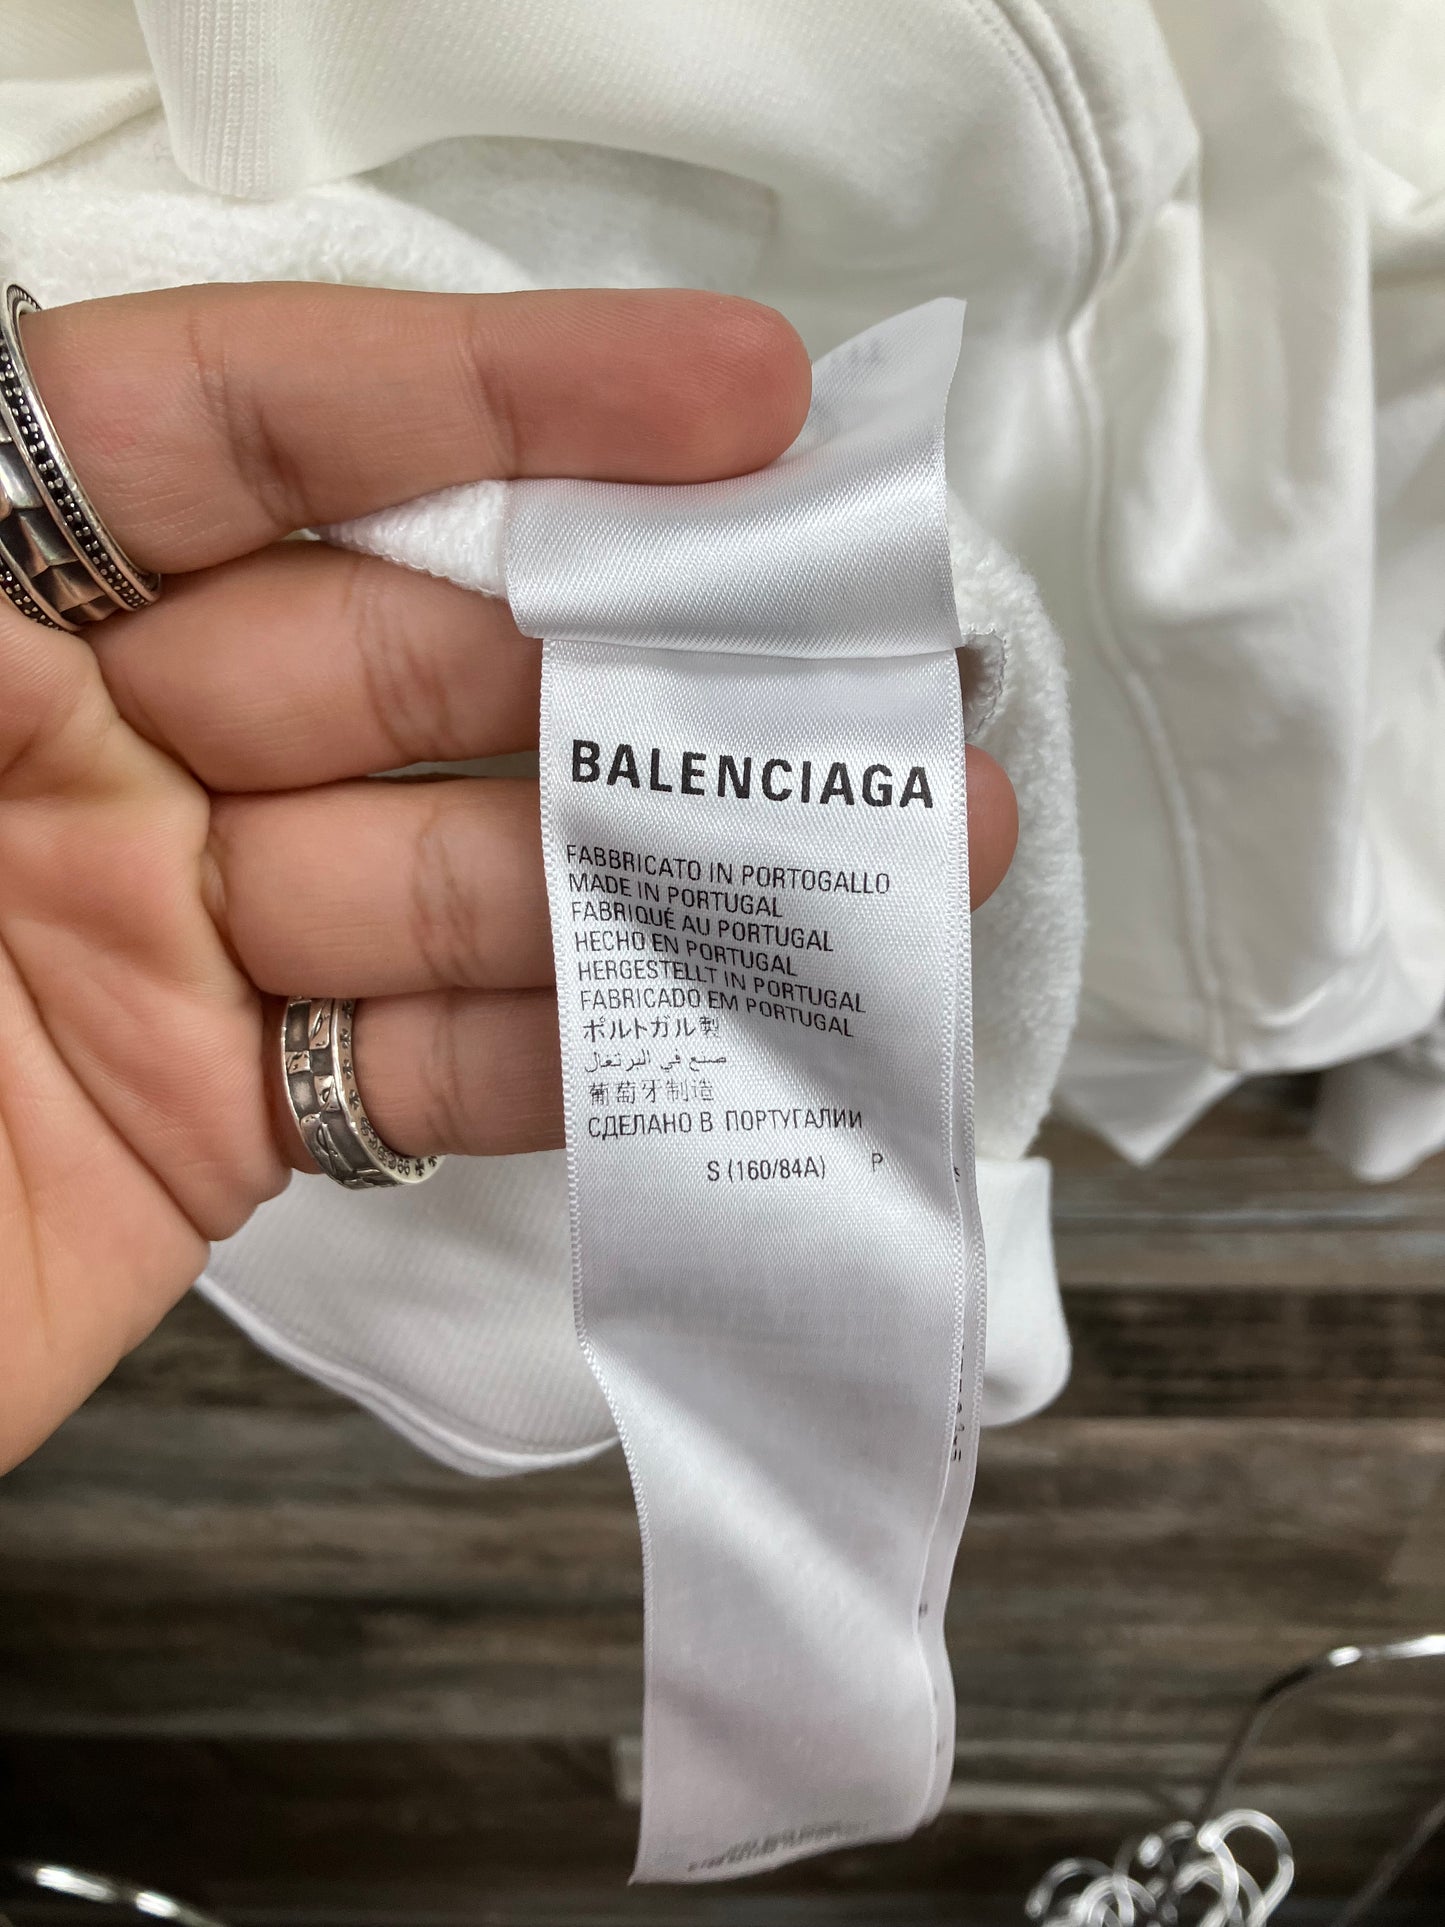 BALENCIAGA
FABBRICATO IN PORTOGALLO
MADE IN PORTUGAL
FABRIQUÉ AU PORTUGAL
HECHO EN PORTUGAL
HERGESTELLT IN PORTUGAL
FABRICADO EM PORTUGAL
ポルトガル製
صنع في البرتغال
葡萄牙制造
СДЕЛАНО В ПОРТУГАЛИИ
S (160/84A) P